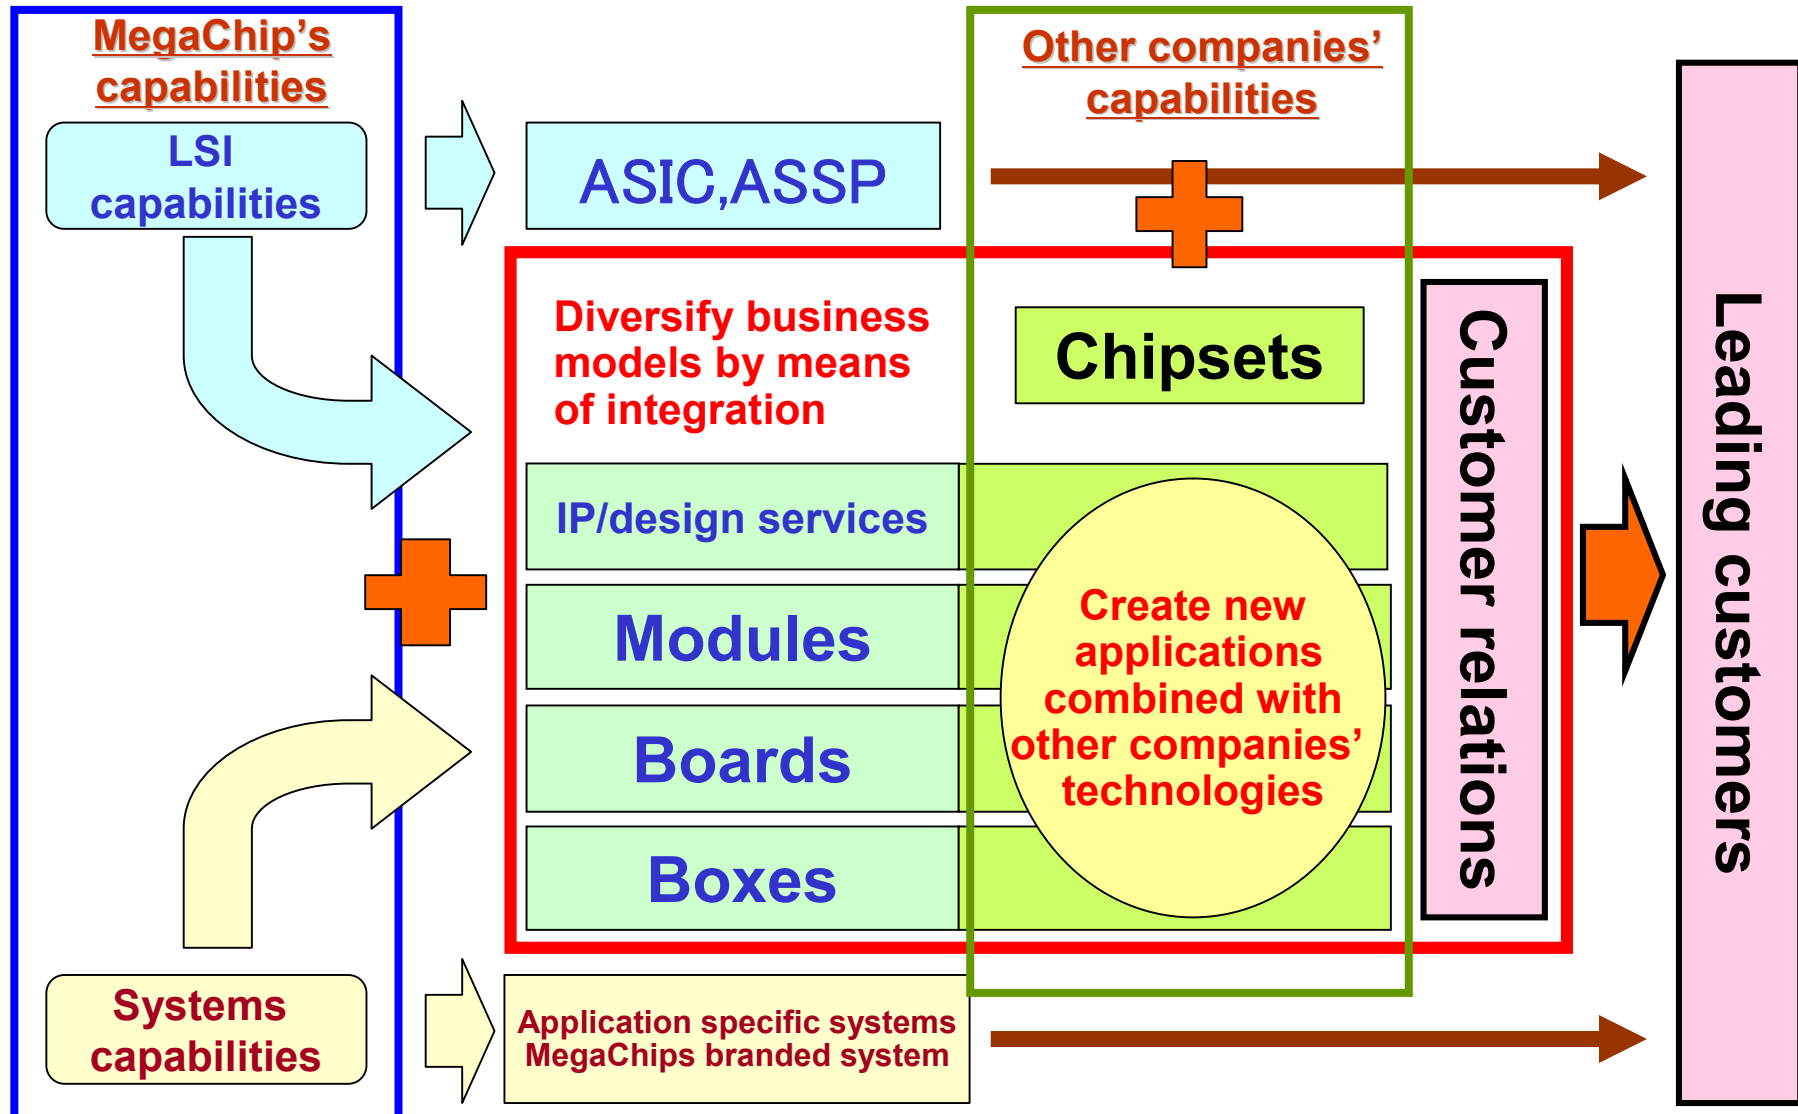 MegaChip’s
capabilities
LSI
capabilities
ASIC,ASSP
Other companies’
capabilities
Diversify business
models by means
of integration
Chipsets
IP/design services
Modules
Boards
Boxes
Create new
applications
combined with
other companies’
technologies
Customer relations
Leading customers
Systems
capabilities
Application specific systems
MegaChips branded system